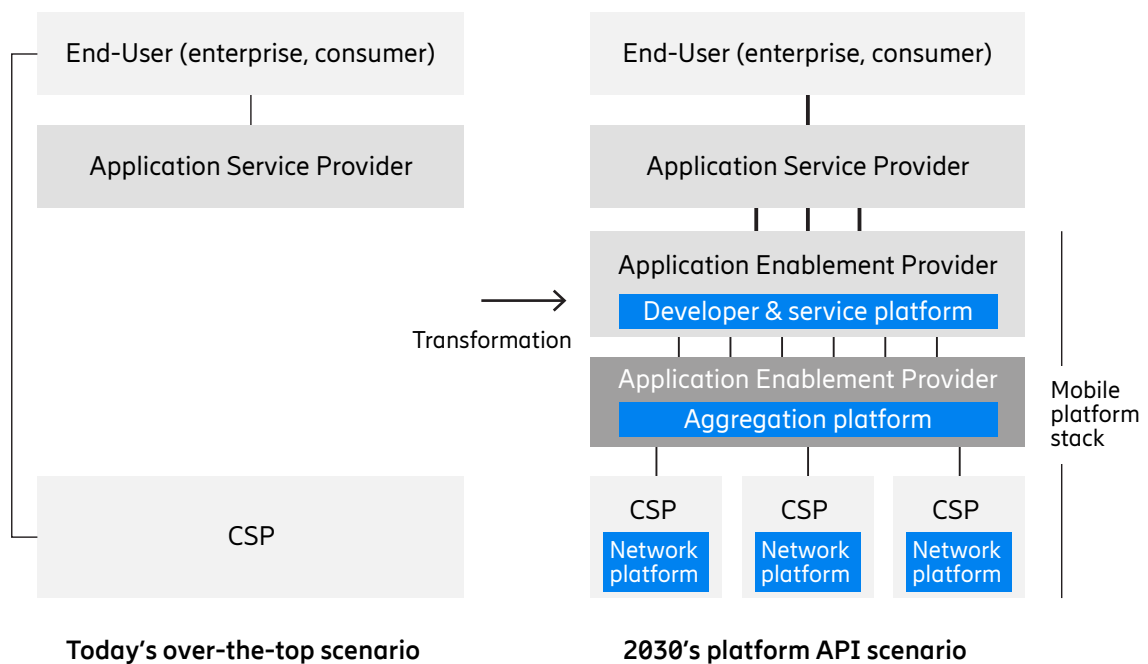 End-User (enterprise, consumer)
Application Service Provider
CSP
Today's over-the-top scenario
Transformation
End-User (enterprise, consumer)
Application Service Provider
Application Enablement Provider
Developer & service platform
Application Enablement Provider
Aggregation platform
CSP
Network
platform
CSP
Network
platform
CSP
Network
platform
Mobile
platform
stack
2030's platform API scenario